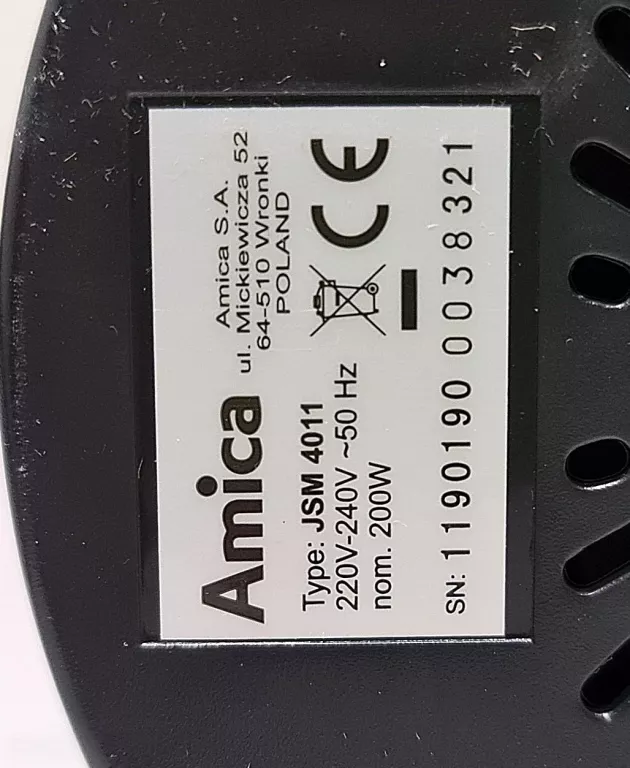 Amica
Amica S.A.
ul. Mickiewicza 52
64-510 Wronki
POLAND
Type: JSM 4011
220V-240V ~50 Hz
nom. 200W
CE
SN: 1190190 0038321